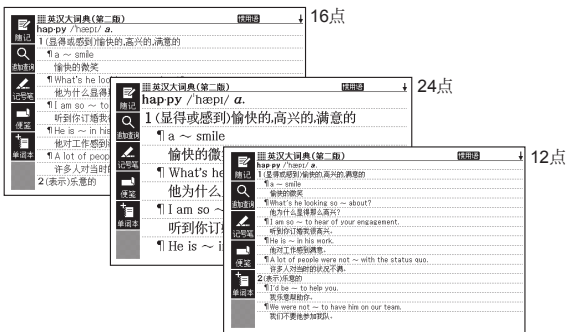 16点
英汉大词典(第二版)
惯用语
随记
追加查询
记号笔
便笺
单词本
hap·py /ˈhæpɪ/ a.
1 (显得或感到)愉快的,高兴的,满意的
¶ a ～ smile
愉快的微笑
¶ What's he loo
他为什么显得
¶ I am so ～ to
听到你订婚我
¶ He is ～ in his
他对工作感到
¶ A lot of peop
许多人对当时的
2 (表示)乐意的
24点
英汉大词典(第二版)
惯用语
随记
追加查询
记号笔
便笺
单词本
hap·py /ˈhæpɪ/ a.
1 (显得或感到)愉快的,高兴的,满意的
¶ a ～ smile
愉快的微
¶ What's he
他为什么
¶ I am so ～
听到你订
¶ He is ～ i
12点
英汉大词典(第二版)
惯用语
随记
追加查询
记号笔
便笺
单词本
hap·py /ˈhæpɪ/ a.
1 (显得或感到)愉快的,高兴的,满意的
¶ a ～ smile
愉快的微笑
¶ What's he looking so ～ about?
他为什么显得那么高兴?
¶ I am so ～ to hear of your engagement.
听到你订婚我很高兴。
¶ He is ～ in his work.
他对工作感到满意。
¶ A lot of people were not ～ with the status quo.
许多人对当时的状况不满。
2 (表示)乐意的
¶ I'd be ～ to help you.
我乐意帮助你。
¶ We were not ～ to have him on our team.
我们不要他参加我队。